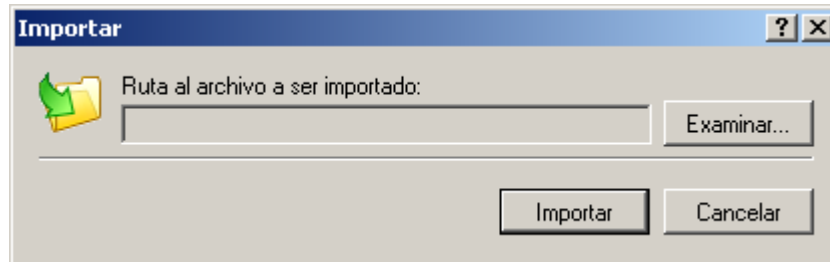 Importar
Ruta al archivo a ser importado:
Examinar...
Importar
Cancelar